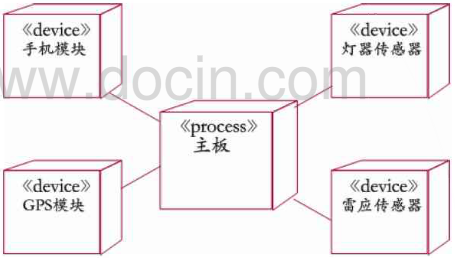 《device》
手机模块
《device》
灯器传感器
www.docin.com
《process》
主板
《device》
GPS模块
《device》
雷应传感器